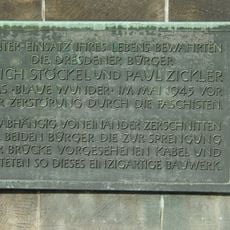 UNTER EINSATZ IHRES LEBENS BEWAHRTEN
DIE DRESDENER BÜRGER
ICH STÖCKEL UND PAUL ZICKLER
S „BLAUE WUNDER" IM MAI 1945 VOR
R ZERSTÖRUNG DURCH DIE FASCHISTEN.
ABHÄNGIG VONEINANDER ZERSCHNITTEN
E BEIDEN BÜRGER DIE ZUR SPRENGUNG
R BRÜCKE VORGESEHENEN KABEL UND
TETEN SO DIESES EINZIGARTIGE BAUWERK.